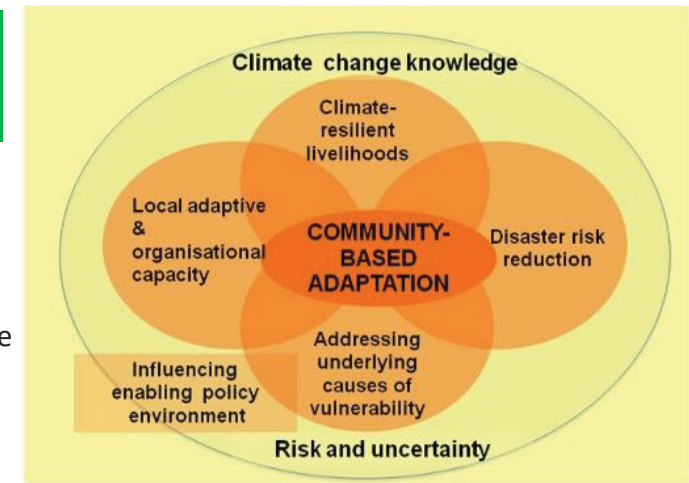 Climate change knowledge
Climate-
resilient
livelihoods
Local adaptive
&
organisational
capacity
COMMUNITY-
BASED
ADAPTATION
Disaster risk
reduction
Addressing
underlying
causes of
vulnerability
Influencing
enabling policy
environment
Risk and uncertainty
e